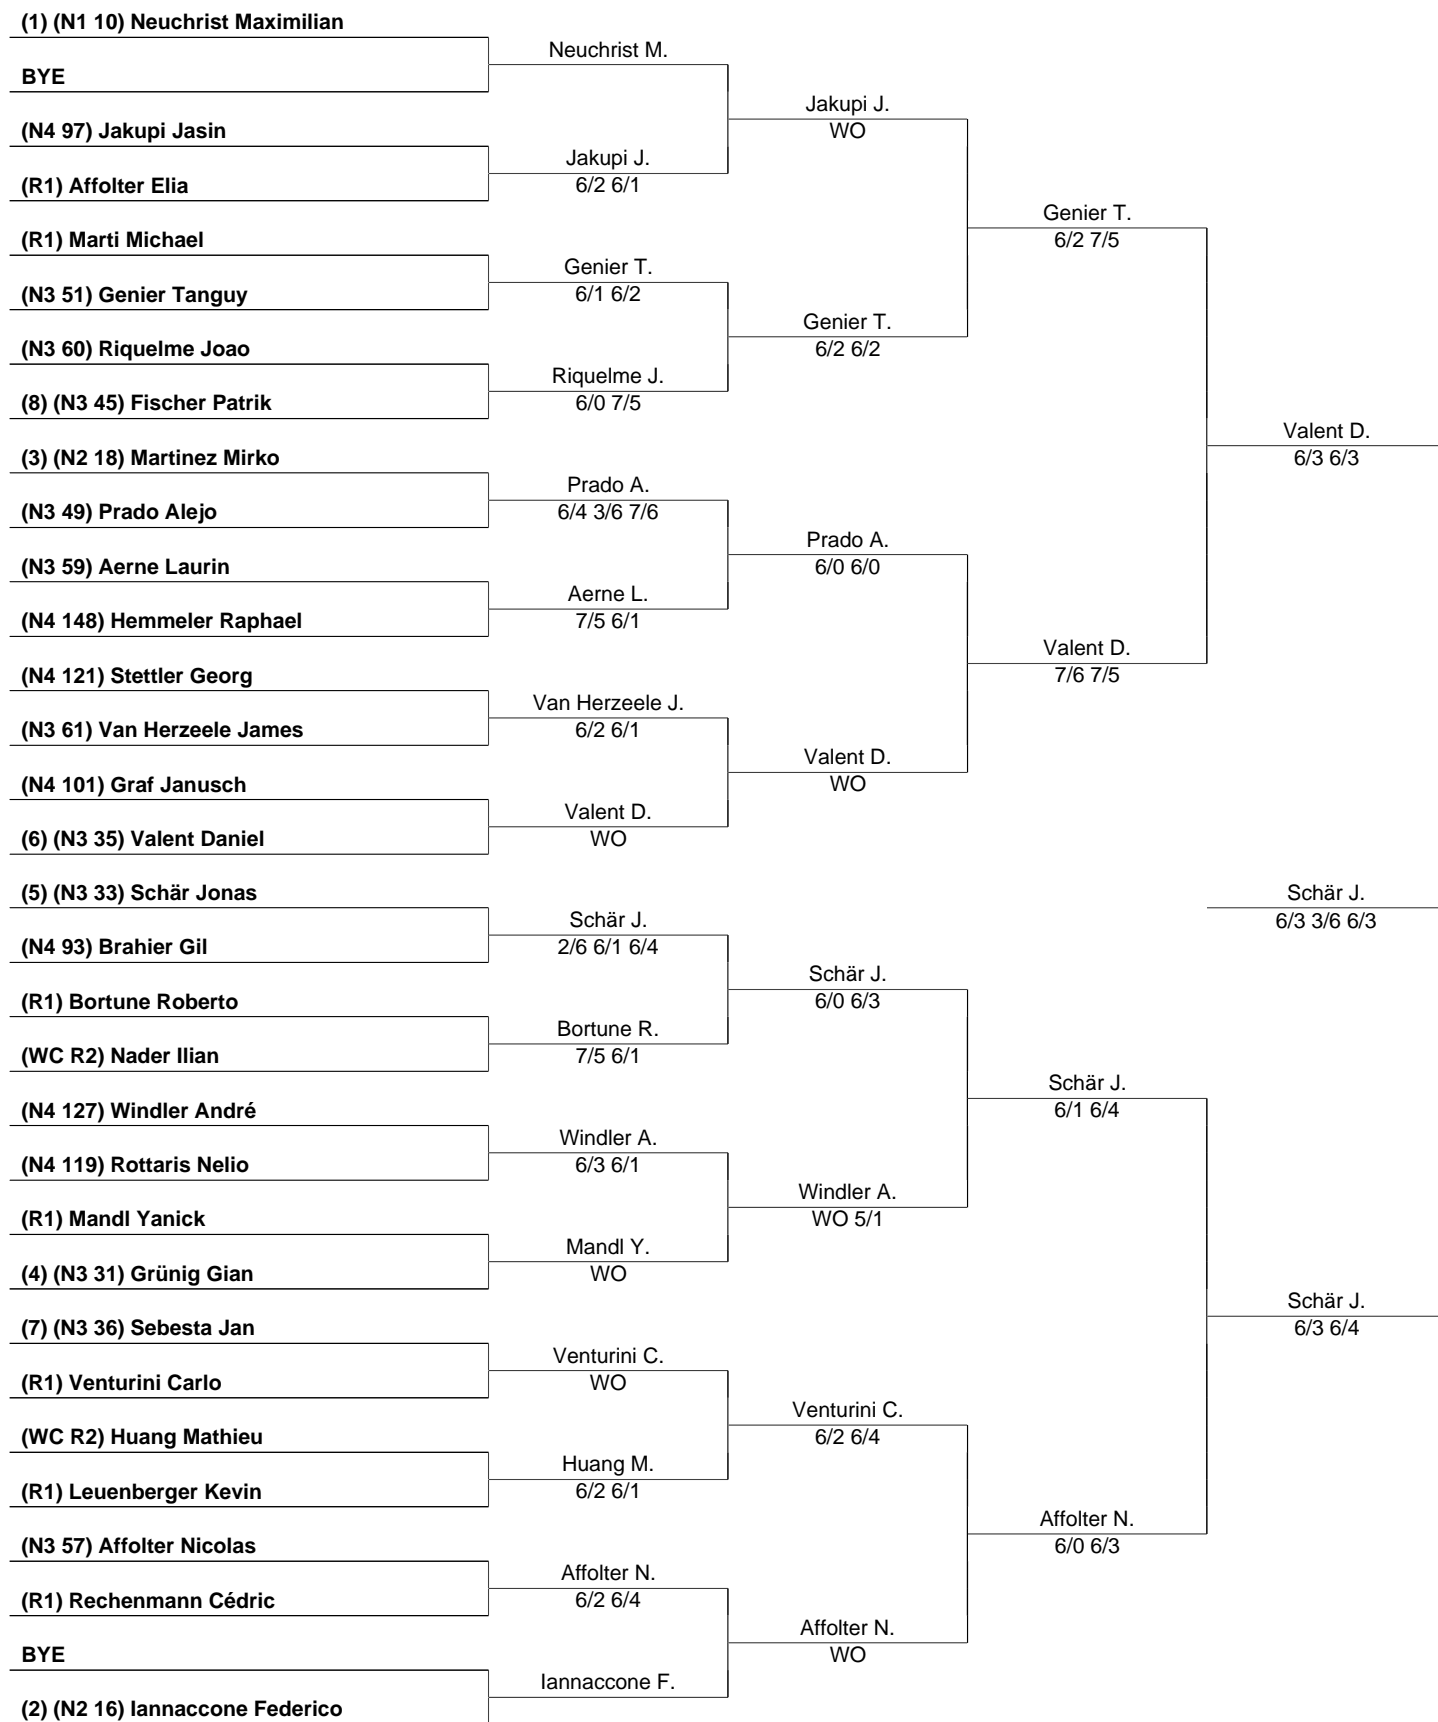 (1) (N1 10) Neuchrist Maximilian
BYE
(N4 97) Jakupi Jasin
(R1) Affolter Elia
(R1) Marti Michael
(N3 51) Genier Tanguy
(N3 60) Riquelme Joao
(8) (N3 45) Fischer Patrik
(3) (N2 18) Martinez Mirko
(N3 49) Prado Alejo
(N3 59) Aerne Laurin
(N4 148) Hemmeler Raphael
(N4 121) Stettler Georg
(N3 61) Van Herzeele James
(N4 101) Graf Janusch
(6) (N3 35) Valent Daniel
(5) (N3 33) Schär Jonas
(N4 93) Brahier Gil
(R1) Bortune Roberto
(WC R2) Nader Ilian
(N4 127) Windler André
(N4 119) Rottaris Nelio
(R1) Mandl Yanick
(4) (N3 31) Grünig Gian
(7) (N3 36) Sebesta Jan
(R1) Venturini Carlo
(WC R2) Huang Mathieu
(R1) Leuenberger Kevin
(N3 57) Affolter Nicolas
(R1) Rechenmann Cédric
BYE
(2) (N2 16) Iannaccone Federico
Neuchrist M.
Jakupi J.
6/2 6/1
Genier T.
6/1 6/2
Riquelme J.
6/0 7/5
Prado A.
6/4 3/6 7/6
Aerne L.
7/5 6/1
Van Herzeele J.
6/2 6/1
Valent D.
WO
Schär J.
2/6 6/1 6/4
Bortune R.
7/5 6/1
Windler A.
6/3 6/1
Mandl Y.
WO
Venturini C.
WO
Huang M.
6/2 6/1
Affolter N.
6/2 6/4
Iannaccone F.
Jakupi J.
WO
Genier T.
6/2 6/2
Prado A.
6/0 6/0
Valent D.
WO
Schär J.
6/0 6/3
Windler A.
WO 5/1
Venturini C.
6/2 6/4
Affolter N.
WO
Genier T.
6/2 7/5
Valent D.
7/6 7/5
Schär J.
6/1 6/4
Affolter N.
6/0 6/3
Valent D.
6/3 6/3
Schär J.
6/3 3/6 6/3
Schär J.
6/3 6/4